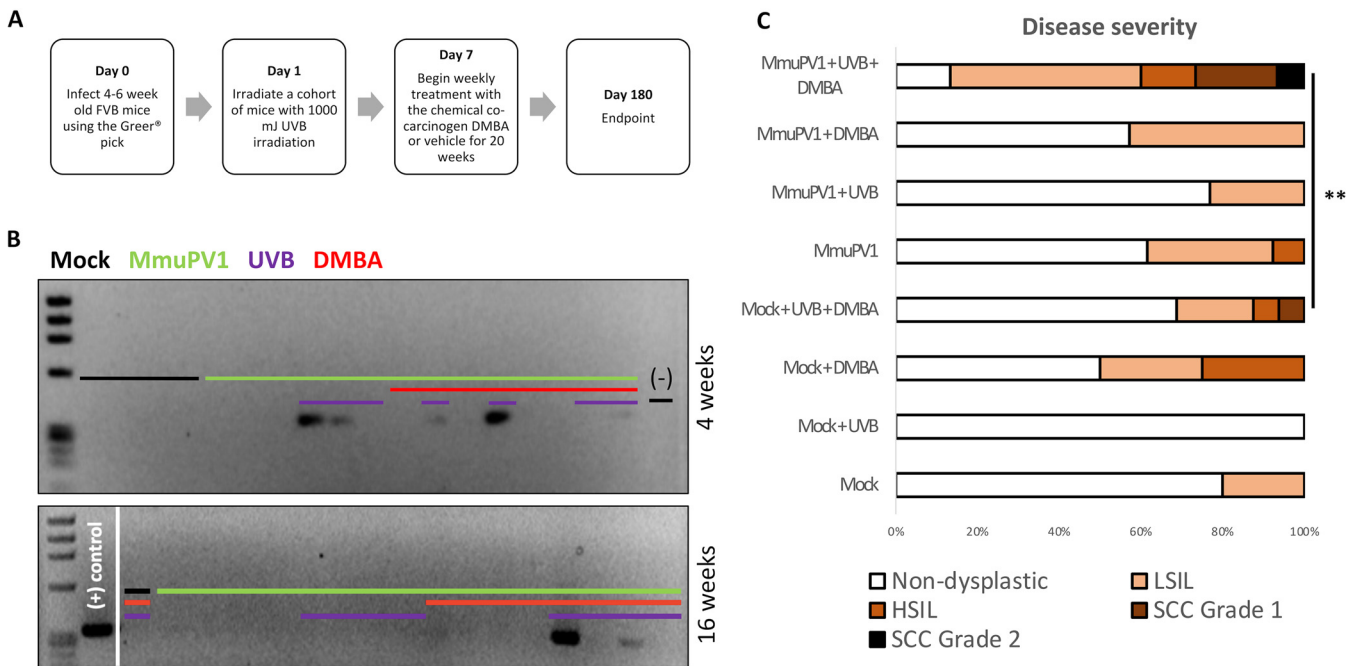 A
Day 0
Infect 4-6 week
old FVB mice
using the Greer®
pick
Day 1
Irradiate a cohort
of mice with 1000
mJ UVB
irradiation
Day 7
Begin weekly
treatment with
the chemical co-
carcinogen DMBA
or vehicle for 20
weeks
Day 180
Endpoint
B
Mock MmuPV1 UVB DMBA
(-)
4 weeks
(+) control
16 weeks
C
Disease severity
MmuPV1+UVB+
DMBA
MmuPV1+DMBA
MmuPV1+UVB
MmuPV1
Mock+UVB+DMBA
Mock+DMBA
Mock+UVB
Mock
**
0% 20% 40% 60% 80% 100%
Non-dysplastic LSIL
HSIL SCC Grade 1
SCC Grade 2